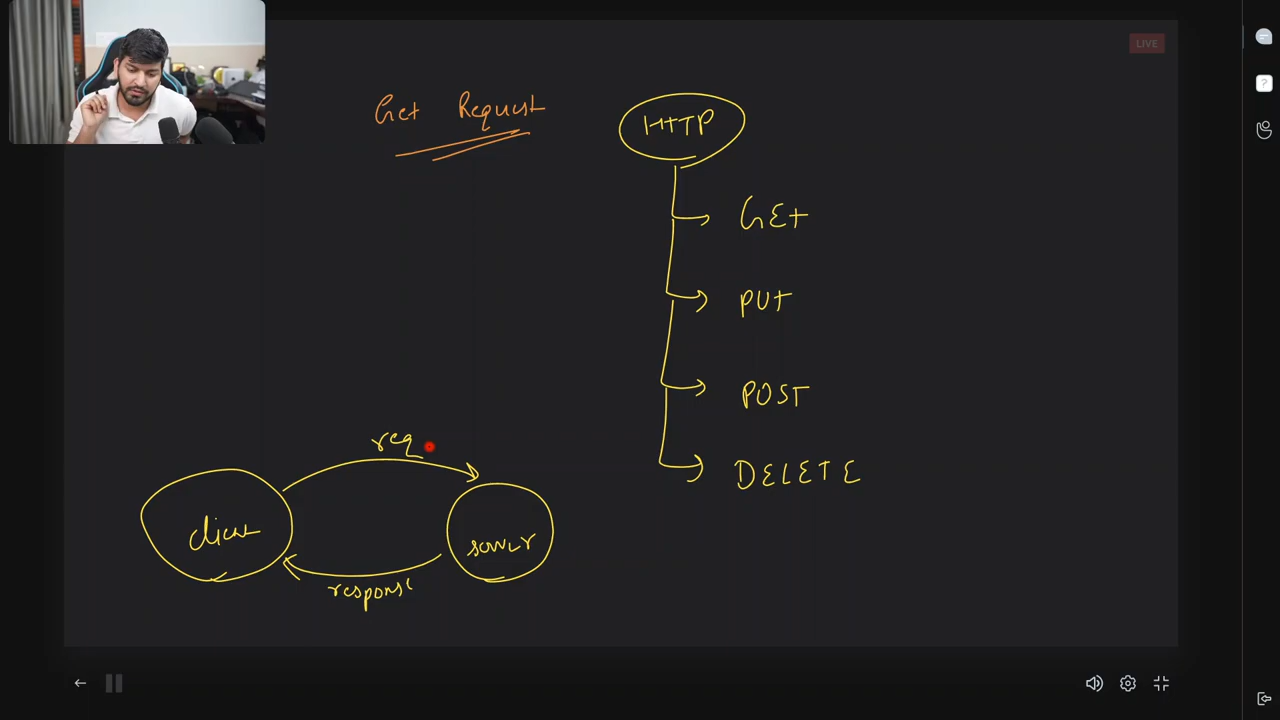 LIVE
Get Request
HTTP
GET
PUT
POST
DELETE
req
client
server
response